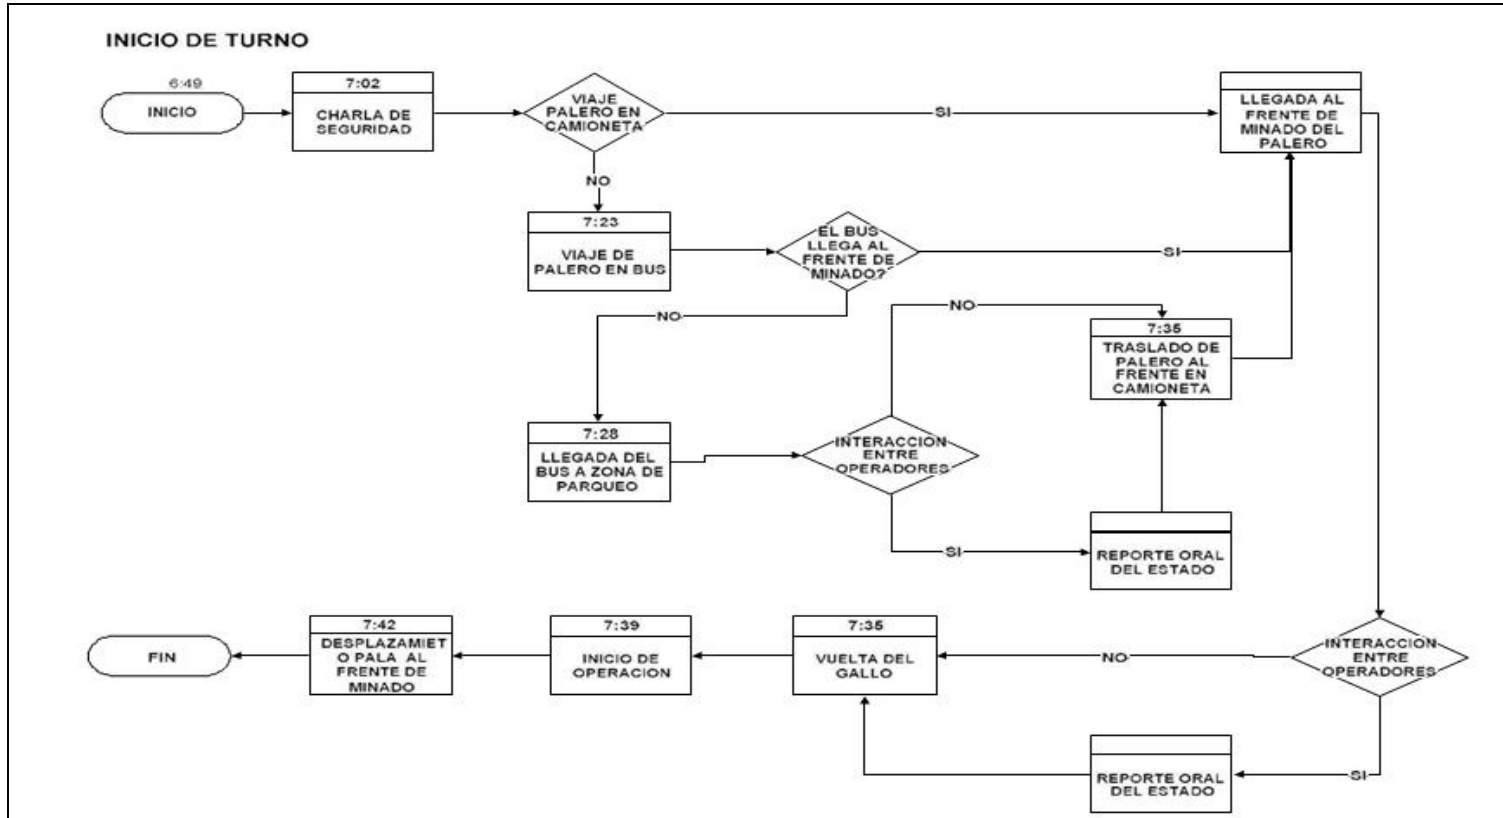 INICIO DE TURNO
6:49
INICIO
7:02
CHARLA DE
SEGURIDAD
VIAJE
PALERO EN
CAMIONETA
SI
LLEGADA AL
FRENTE DE
MINADO DEL
PALERO
NO
7:23
VIAJE DE
PALERO EN BUS
EL BUS
LLEGA AL
FRENTE DE
MINADO?
SI
NO
NO
7:35
TRASLADO DE
PALERO AL
FRENTE EN
CAMIONETA
7:28
LLEGADA DEL
BUS A ZONA DE
PARQUEO
INTERACCION
ENTRE
OPERADORES
SI
REPORTE ORAL
DEL ESTADO
FIN
7:42
DESPLAZAMIET
O PALA AL
FRENTE DE
MINADO
7:39
INICIO DE
OPERACION
7:35
VUELTA DEL
GALLO
NO
INTERACCION
ENTRE
OPERADORES
SI
REPORTE ORAL
DEL ESTADO